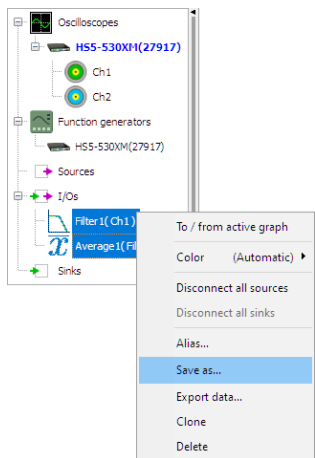 Oscilloscopes
HS5-530XM(27917)
Ch1
Ch2
Function generators
HS5-530XM(27917)
Sources
I/Os
Filter1(Ch1)
Average1(Fil
Sinks
To / from active graph
Color (Automatic)
Disconnect all sources
Disconnect all sinks
Alias...
Save as...
Export data...
Clone
Delete